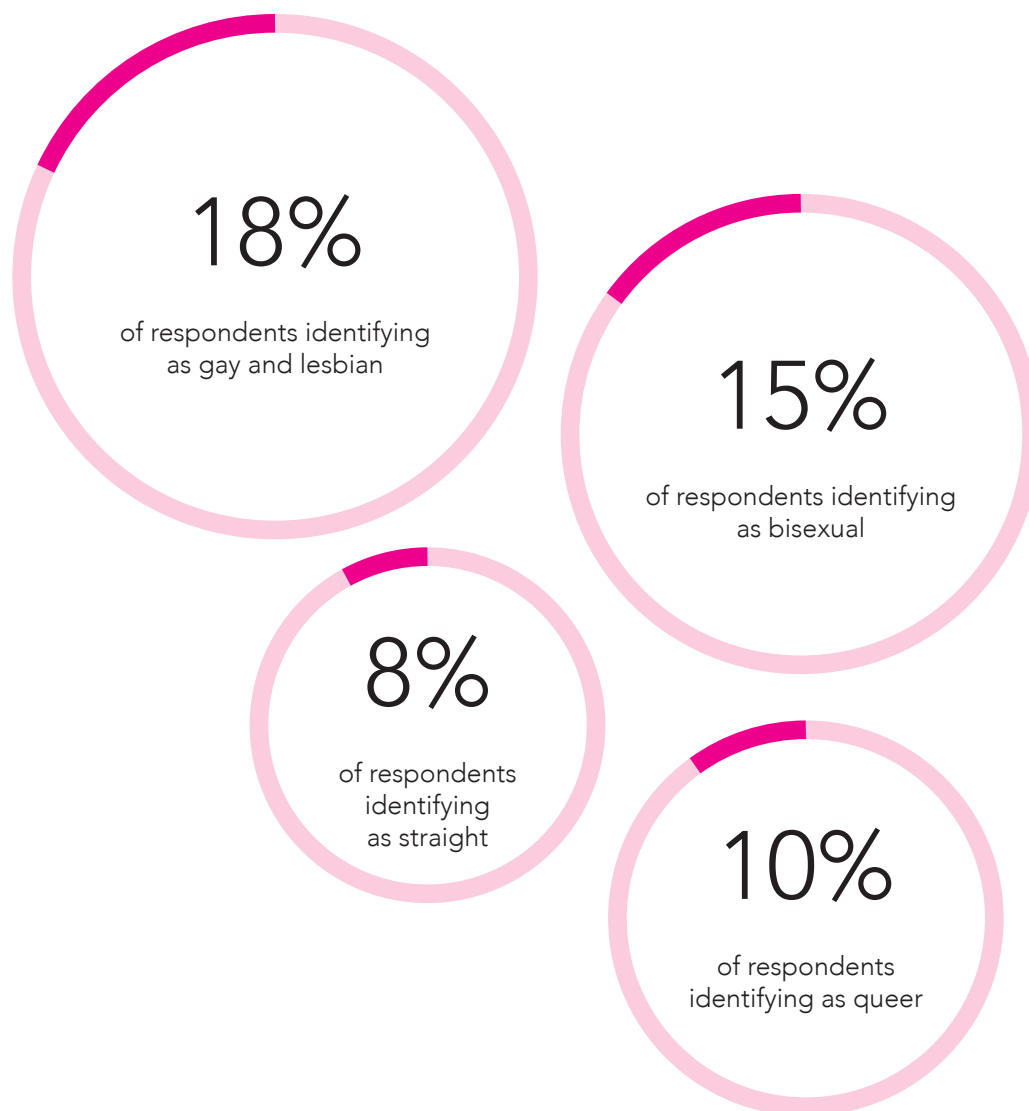 18%
of respondents identifying
as gay and lesbian
15%
of respondents identifying
as bisexual
8%
of respondents
identifying
as straight
10%
of respondents
identifying as queer